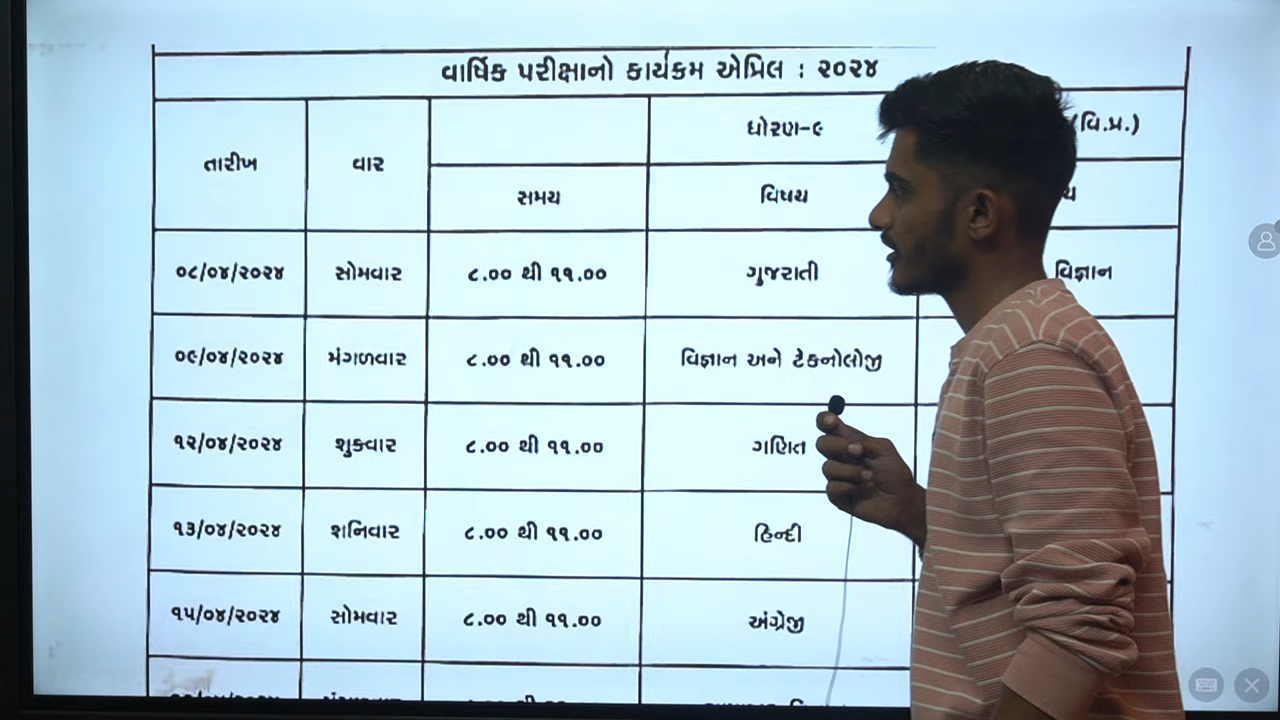 વાર્ષિક પરીક્ષાનો કાર્યક્રમ એપ્રિલ : ૨૦૨૪
તારીખ વાર ધોરણ-૯ (વિ.પ્ર.)
સમય વિષય
૦૮/૦૪/૨૦૨૪ સોમવાર ૮.૦૦ થી ૧૧.૦૦ ગુજરાતી વિજ્ઞાન
૦૯/૦૪/૨૦૨૪ મંગળવાર ૮.૦૦ થી ૧૧.૦૦ વિજ્ઞાન અને ટેકનોલોજી
૧૨/૦૪/૨૦૨૪ શુક્રવાર ૮.૦૦ થી ૧૧.૦૦ ગણિત
૧૩/૦૪/૨૦૨૪ શનિવાર ૮.૦૦ થી ૧૧.૦૦ હિન્દી
૧૫/૦૪/૨૦૨૪ સોમવાર ૮.૦૦ થી ૧૧.૦૦ અંગ્રેજી